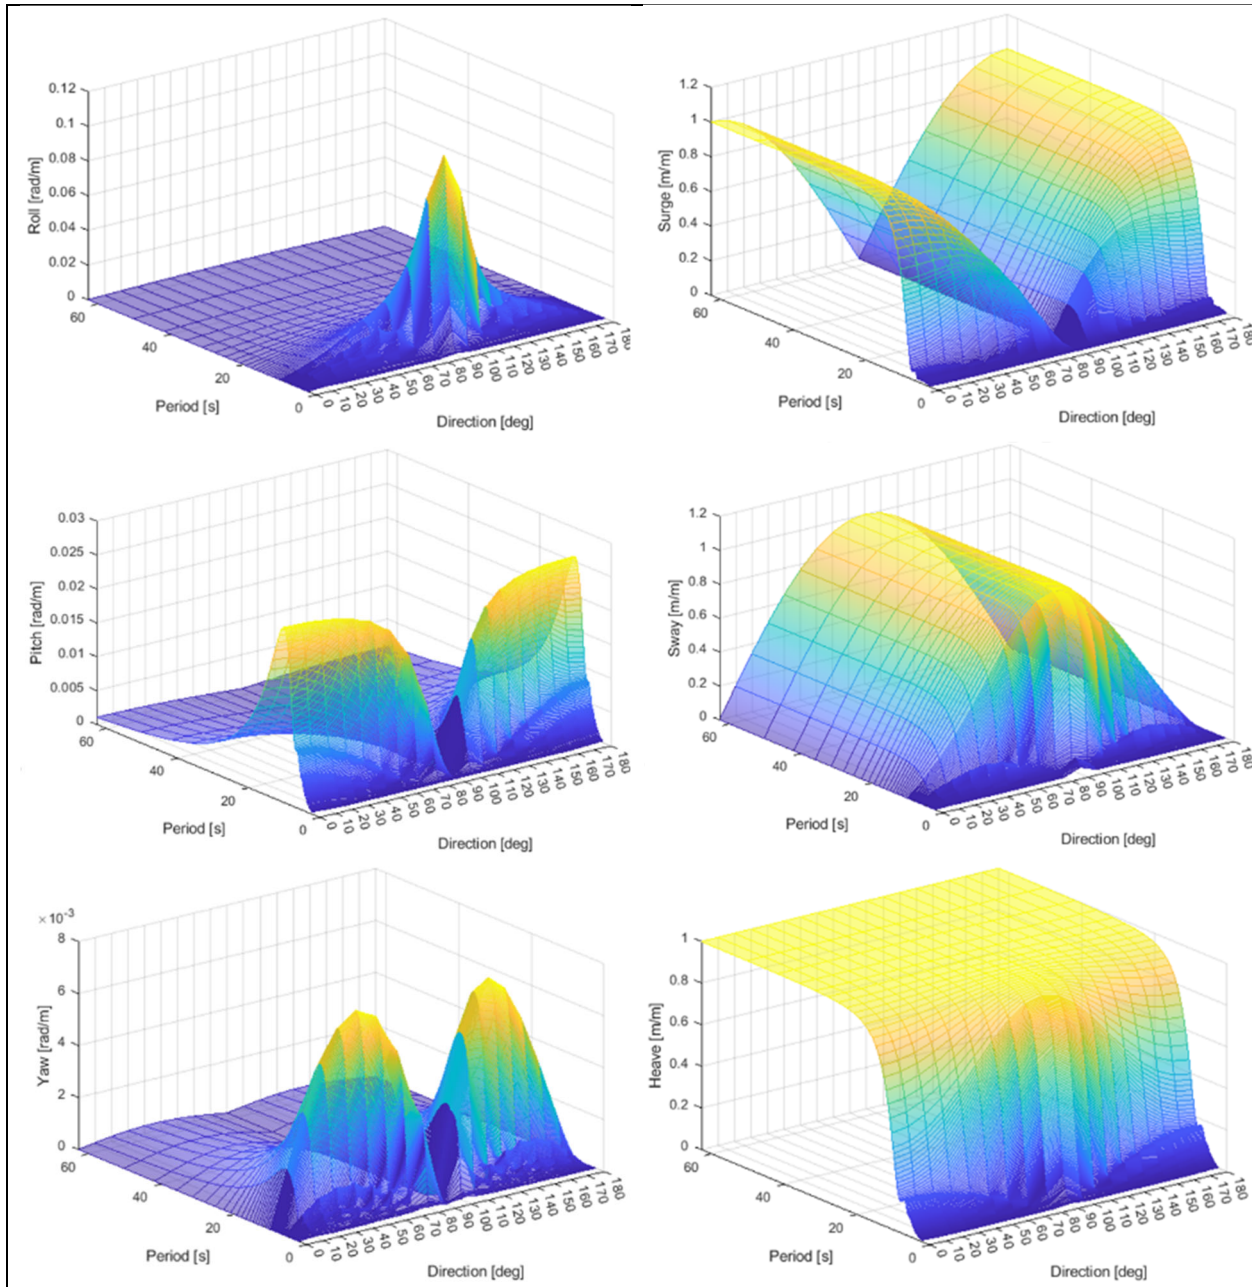 0.12
0.1
0.08
0.06
0.04
0.02
0
Roll [rad/m]
60
40
20
0
Period [s]
0 10 20 30 40 50 60 70 80 90 100 110 120 130 140 150 160 170 180
Direction [deg]
1.2
1
0.8
0.6
0.4
0.2
0
Surge [m/m]
60
40
20
0
Period [s]
0 10 20 30 40 50 60 70 80 90 100 110 120 130 140 150 160 170 180
Direction [deg]
0.03
0.025
0.02
0.015
0.01
0.005
0
Pitch [rad/m]
60
40
20
0
Period [s]
0 10 20 30 40 50 60 70 80 90 100 110 120 130 140 150 160 170 180
Direction [deg]
1.2
1
0.8
0.6
0.4
0.2
0
Sway [m/m]
60
40
20
0
Period [s]
0 10 20 30 40 50 60 70 80 90 100 110 120 130 140 150 160 170 180
Direction [deg]
×10⁻³
8
6
4
2
0
Yaw [rad/m]
60
40
20
0
Period [s]
0 10 20 30 40 50 60 70 80 90 100 110 120 130 140 150 160 170 180
Direction [deg]
1
0.8
0.6
0.4
0.2
0
Heave [m/m]
60
40
20
0
Period [s]
0 10 20 30 40 50 60 70 80 90 100 110 120 130 140 150 160 170 180
Direction [deg]